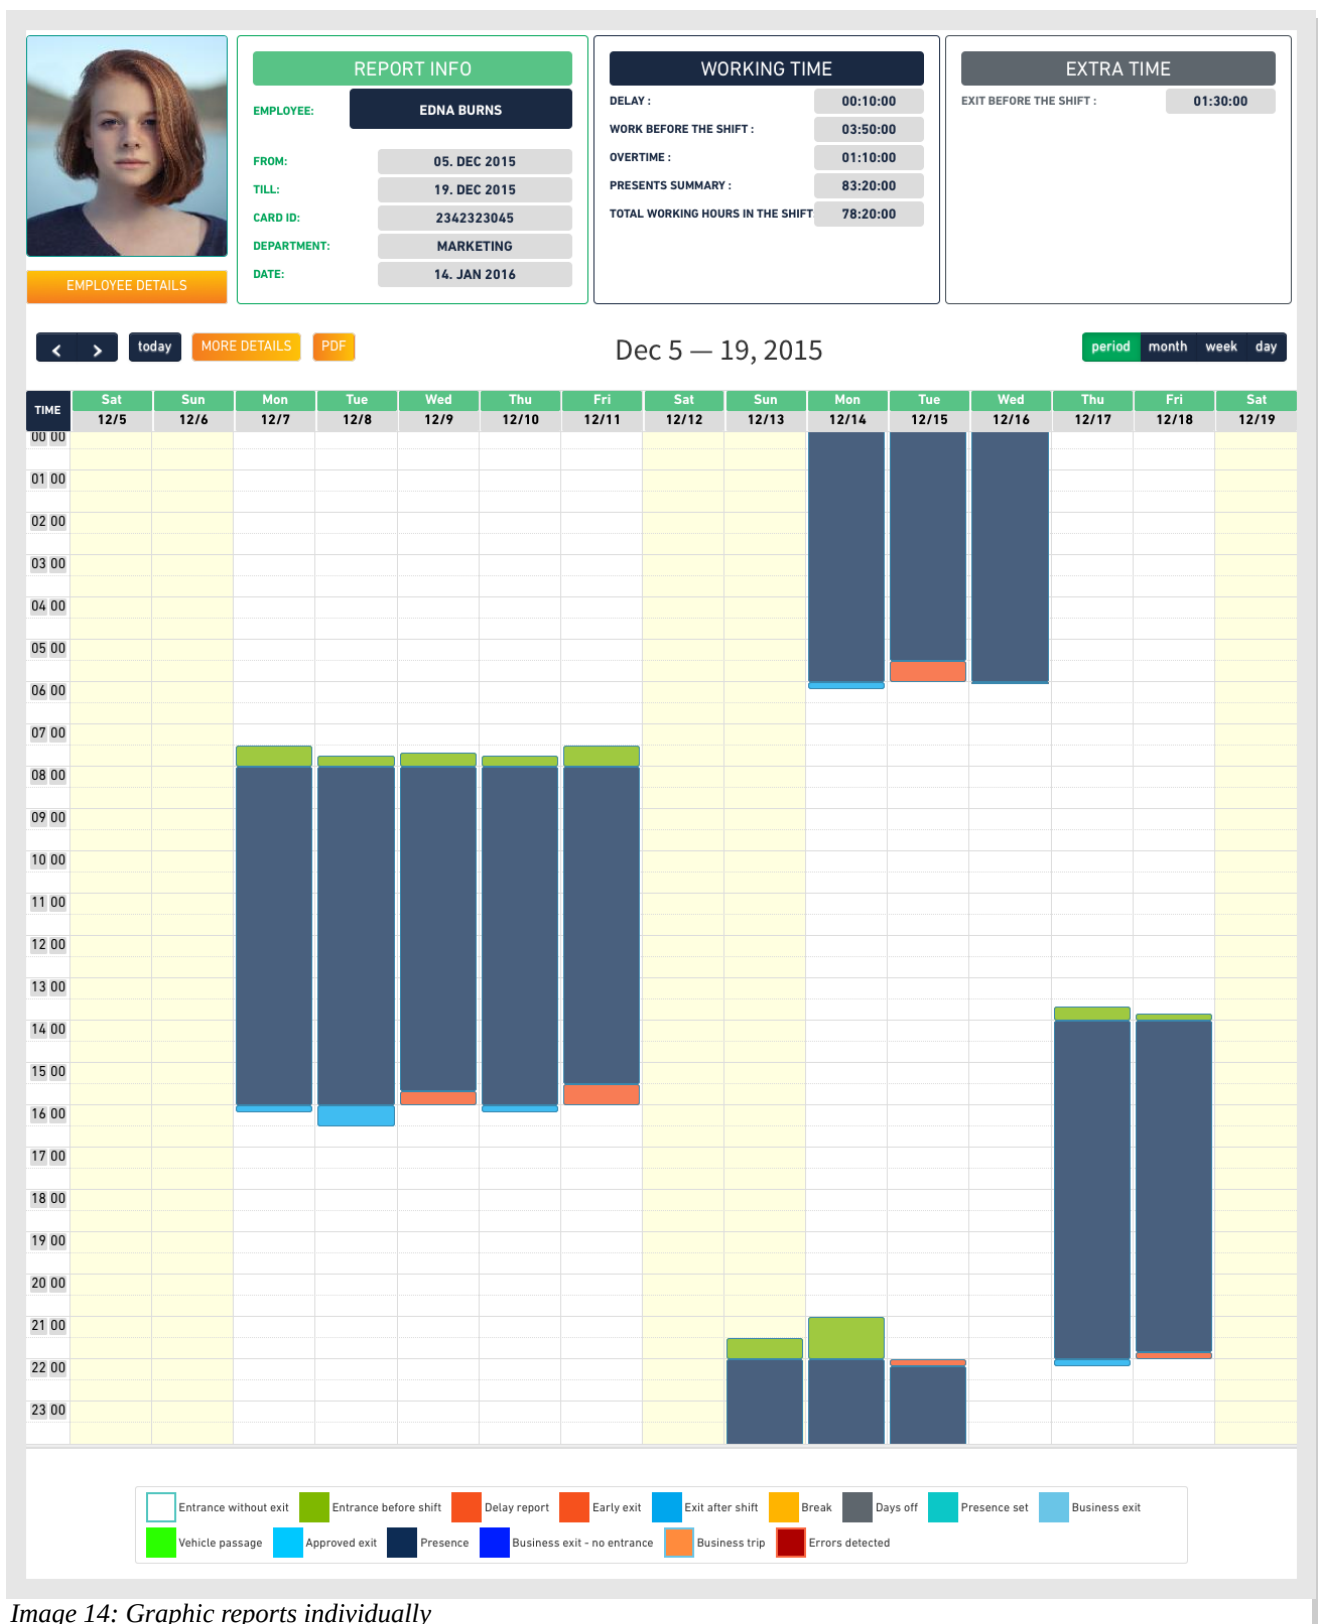 REPORT INFO
EMPLOYEE: EDNA BURNS
FROM: 05. DEC 2015
TILL: 19. DEC 2015
CARD ID: 2342323045
DEPARTMENT: MARKETING
DATE: 14. JAN 2016
EMPLOYEE DETAILS
WORKING TIME
DELAY : 00:10:00
WORK BEFORE THE SHIFT : 03:50:00
OVERTIME : 01:10:00
PRESENTS SUMMARY : 83:20:00
TOTAL WORKING HOURS IN THE SHIFT 78:20:00
EXTRA TIME
EXIT BEFORE THE SHIFT : 01:30:00
< > today MORE DETAILS PDF Dec 5 — 19, 2015 period month week day
TIME Sat Sun Mon Tue Wed Thu Fri Sat Sun Mon Tue Wed Thu Fri Sat
12/5 12/6 12/7 12/8 12/9 12/10 12/11 12/12 12/13 12/14 12/15 12/16 12/17 12/18 12/19
00 00
01 00
02 00
03 00
04 00
05 00
06 00
07 00
08 00
09 00
10 00
11 00
12 00
13 00
14 00
15 00
16 00
17 00
18 00
19 00
20 00
21 00
22 00
23 00
Entrance without exit Entrance before shift Delay report Early exit Exit after shift Break Days off Presence set Business exit
Vehicle passage Approved exit Presence Business exit - no entrance Business trip Errors detected
Image 14: Graphic reports individually